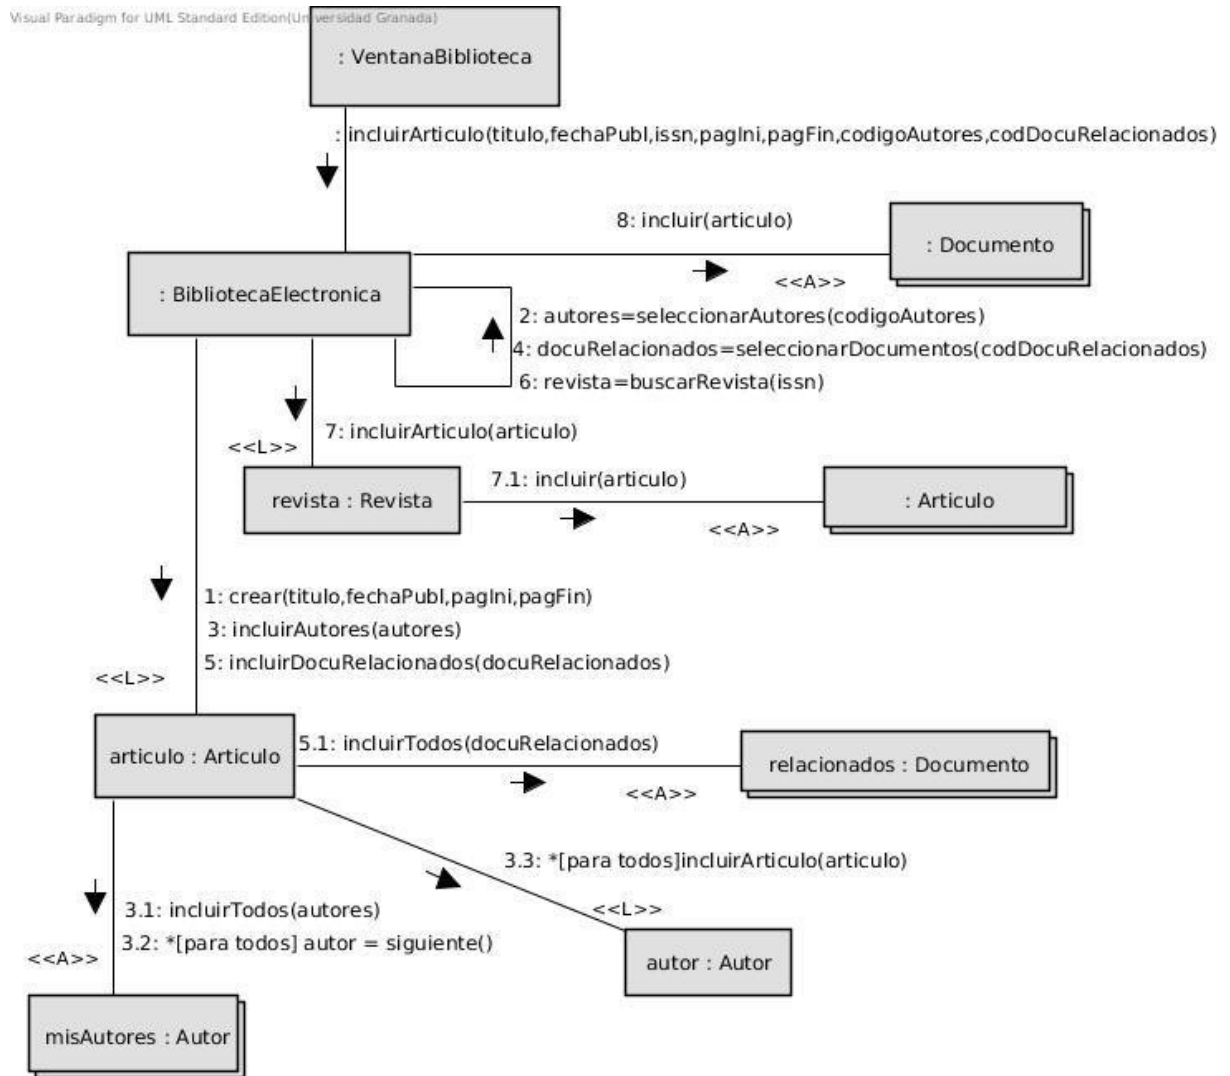 Visual Paradigm for UML Standard Edition(Universidad Granada)
: VentanaBiblioteca
: incluirArticulo(titulo,fechaPubl,issn,pagIni,pagFin,codigoAutores,codDocuRelacionados)
8: incluir(articulo)
: Documento
<<A>>
: BibliotecaElectronica
2: autores=seleccionarAutores(codigoAutores)
4: docuRelacionados=seleccionarDocumentos(codDocuRelacionados)
6: revista=buscarRevista(issn)
7: incluirArticulo(articulo)
<<L>>
revista : Revista
7.1: incluir(articulo)
: Articulo
<<A>>
1: crear(titulo,fechaPubl,pagIni,pagFin)
3: incluirAutores(autores)
5: incluirDocuRelacionados(docuRelacionados)
<<L>>
articulo : Articulo
5.1: incluirTodos(docuRelacionados)
relacionados : Documento
<<A>>
3.3: *[para todos]incluirArticulo(articulo)
<<L>>
3.1: incluirTodos(autores)
3.2: *[para todos] autor = siguiente()
<<A>>
autor : Autor
misAutores : Autor